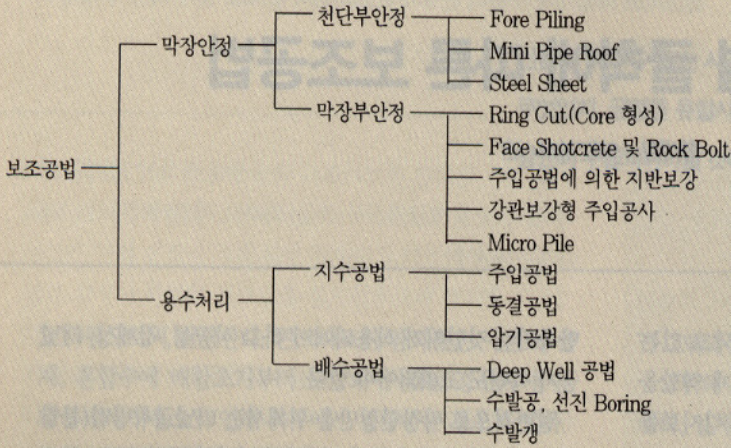 보조공법
막장안정
천단부안정
Fore Piling
Mini Pipe Roof
Steel Sheet
막장부안정
Ring Cut(Core 형성)
Face Shotcrete 및 Rock Bolt
주입공법에 의한 지반보강
강관보강형 주입공사
Micro Pile
용수처리
지수공법
주입공법
동결공법
압기공법
배수공법
Deep Well 공법
수발공, 선진 Boring
수발갱